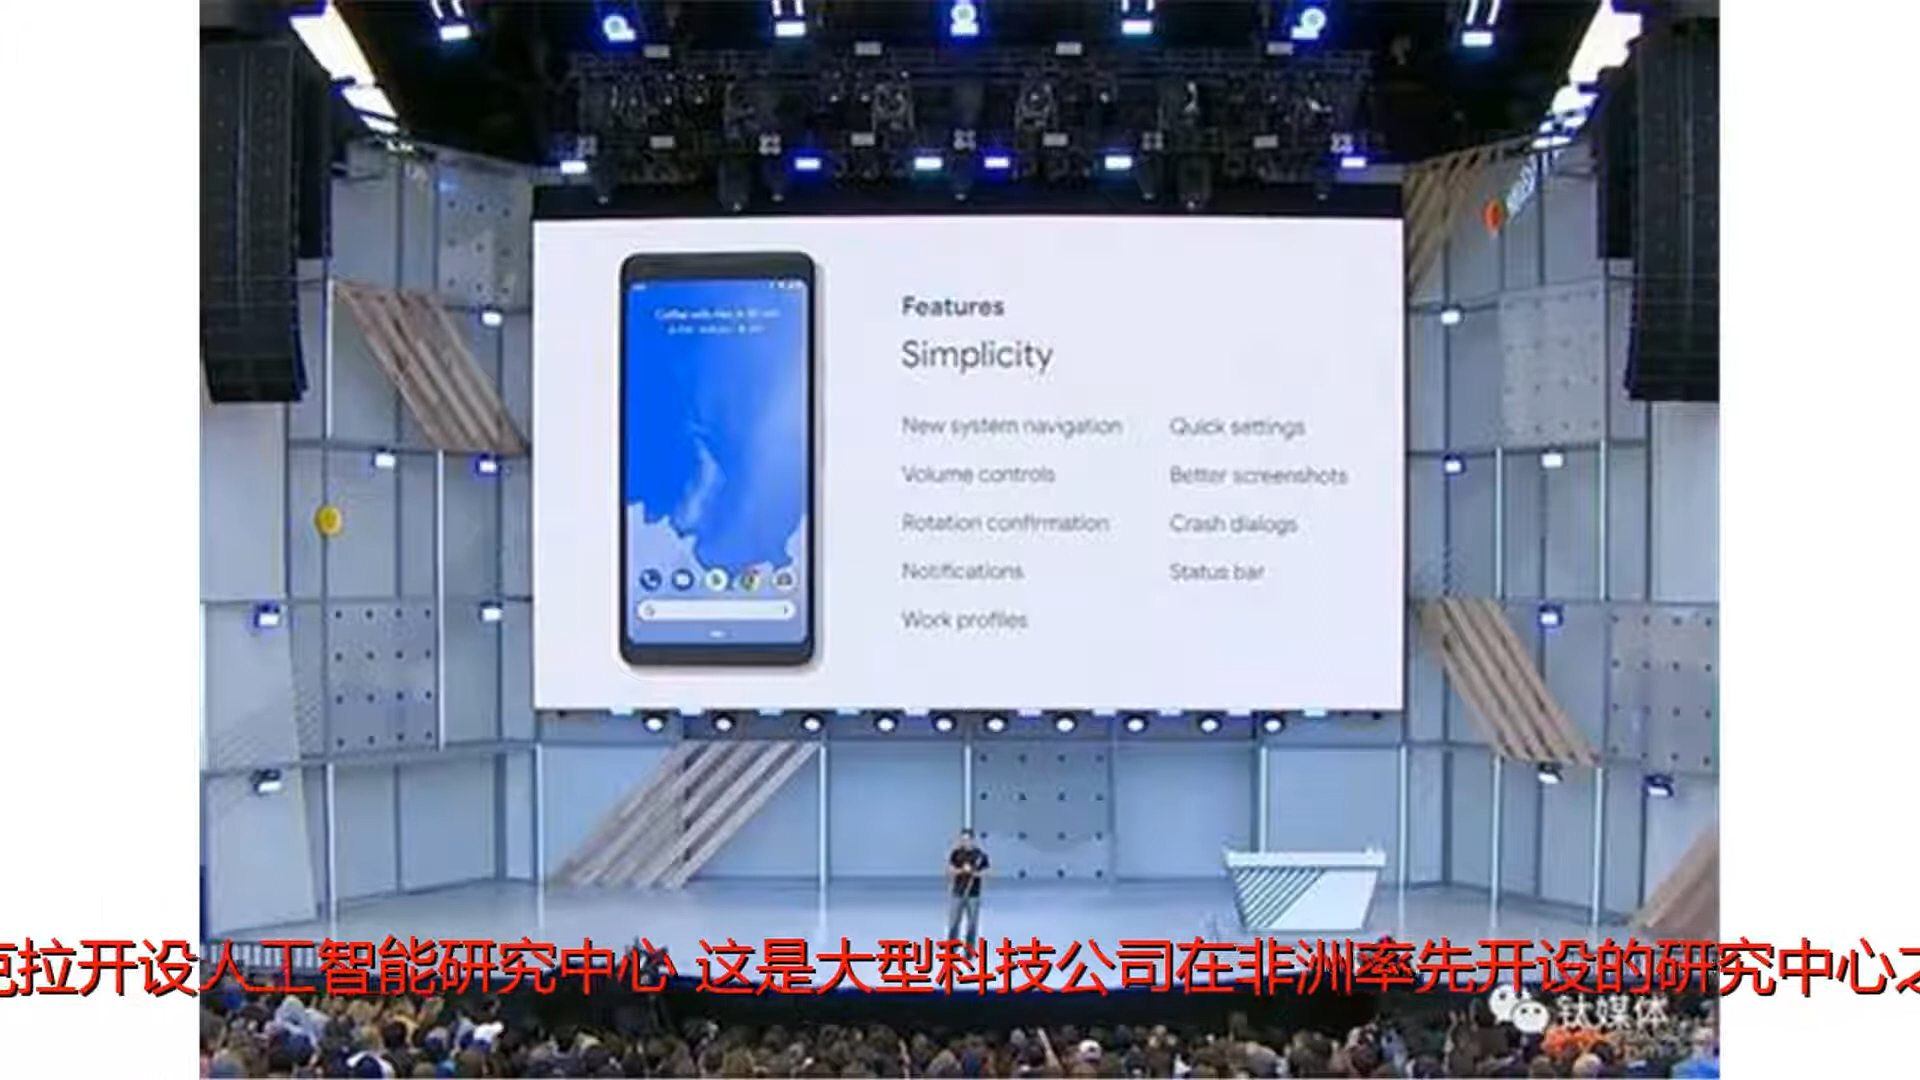 Features
Simplicity
New system navigation
Volume controls
Rotation confirmation
Notifications
Work profiles
Quick settings
Better screenshots
Crash dialogs
Status bar
克拉开设人工智能研究中心 这是大型科技公司在非洲率先开设的研究中心之
钛媒体